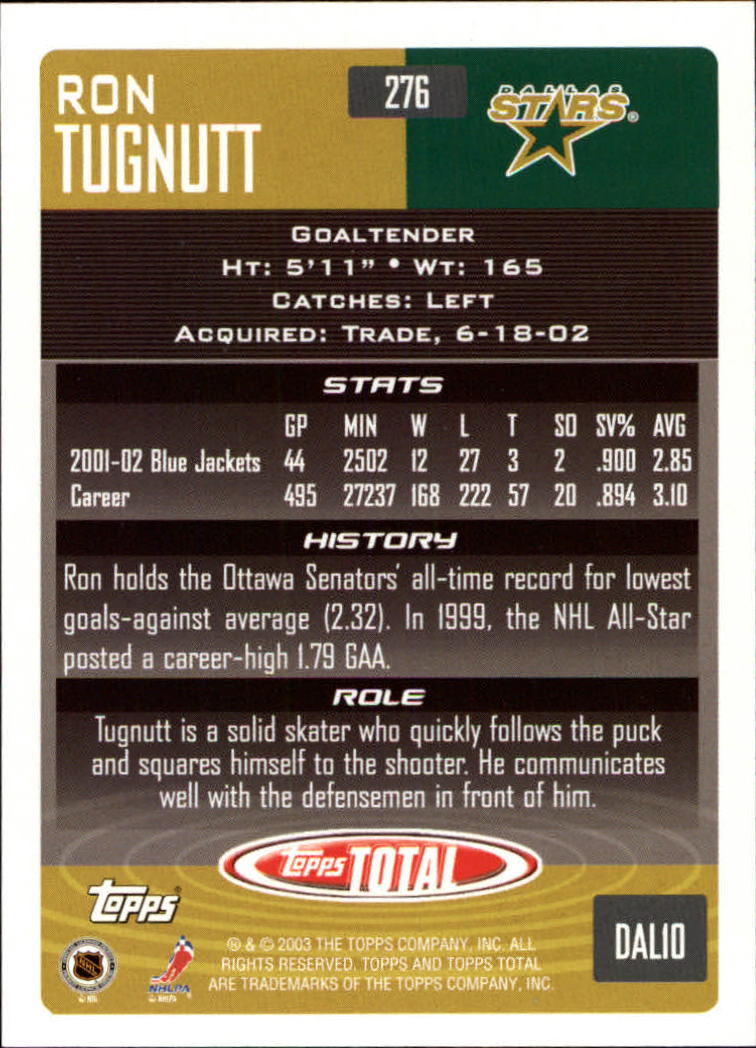 RON
TUGNUTT
276
DALLAS
STARS®
GOALTENDER
HT: 5'11" • WT: 165
CATCHES: LEFT
ACQUIRED: TRADE, 6-18-02
STATS
GP MIN W L T SO SV% AVG
2001-02 Blue Jackets 44 2502 12 27 3 2 .900 2.85
Career 495 27237 168 222 57 20 .894 3.10
HISTORY
Ron holds the Ottawa Senators' all-time record for lowest
goals-against average (2.32). In 1999, the NHL All-Star
posted a career-high 1.79 GAA.
ROLE
Tugnutt is a solid skater who quickly follows the puck
and squares himself to the shooter. He communicates
well with the defensemen in front of him.
topps TOTAL
topps®
DAL10
® & © 2003 THE TOPPS COMPANY, INC. ALL
RIGHTS RESERVED. TOPPS AND TOPPS TOTAL
ARE TRADEMARKS OF THE TOPPS COMPANY, INC.
NHL
© NHL
NHLPA
© NHLPA